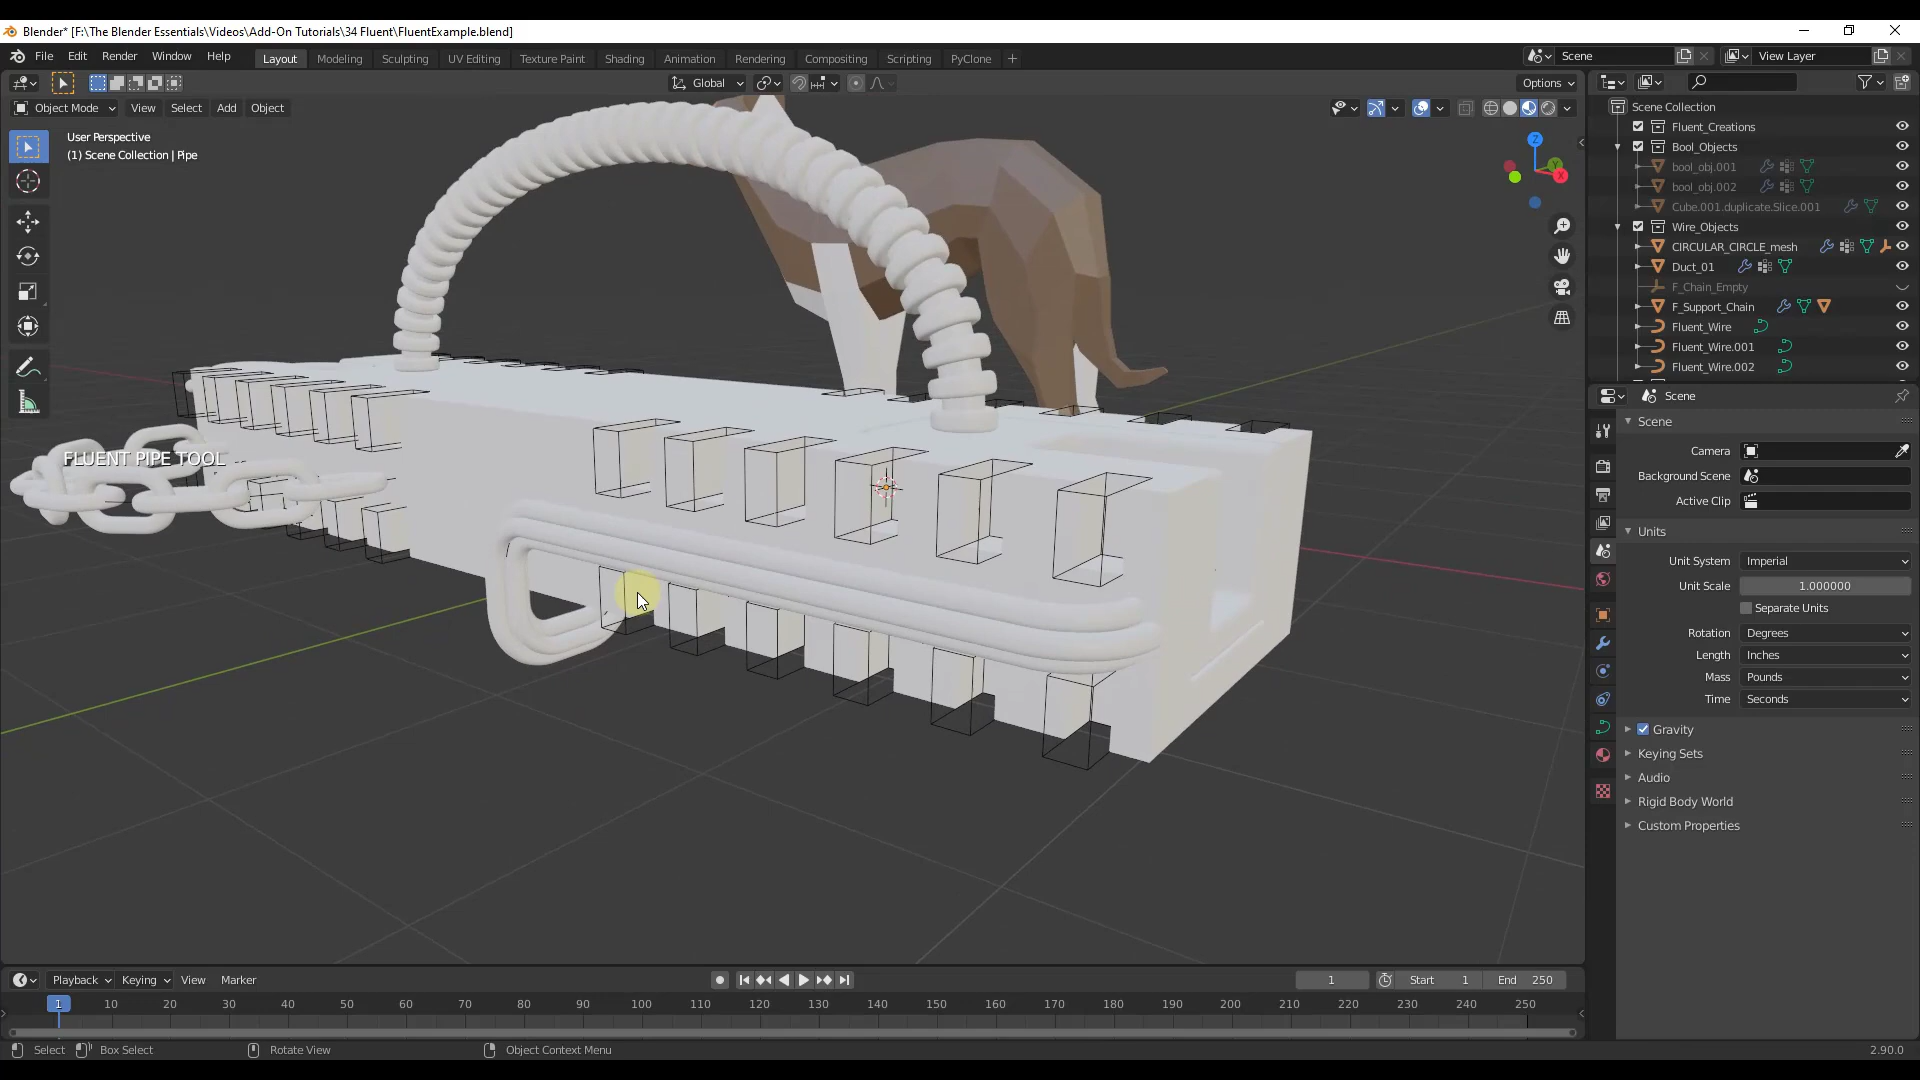 Blender* [F:\The Blender Essentials\Videos\Add-On Tutorials\34 Fluent\FluentExample.blend]
File Edit Render Window Help Layout Modeling Sculpting UV Editing Texture Paint Shading Animation Rendering Compositing Scripting PyClone + Scene View Layer
Global Options
Object Mode View Select Add Object
User Perspective
(1) Scene Collection | Pipe
Z
Y
X
FLUENT PIPE TOOL
Scene Collection
Fluent_Creations
Bool_Objects
bool_obj.001
bool_obj.002
Cube.001.duplicate.Slice.001
Wire_Objects
CIRCULAR_CIRCLE_mesh
Duct_01
F_Chain_Empty
F_Support_Chain
Fluent_Wire
Fluent_Wire.001
Fluent_Wire.002
Scene
Scene
Camera
Background Scene
Active Clip
Units
Unit System Imperial
Unit Scale 1.000000
Separate Units
Rotation Degrees
Length Inches
Mass Pounds
Time Seconds
Gravity
Keying Sets
Audio
Rigid Body World
Custom Properties
Playback Keying View Marker 1 Start 1 End 250
1 10 20 30 40 50 60 70 80 90 100 110 120 130 140 150 160 170 180 190 200 210 220 230 240 250
Select Box Select Rotate View Object Context Menu 2.90.0